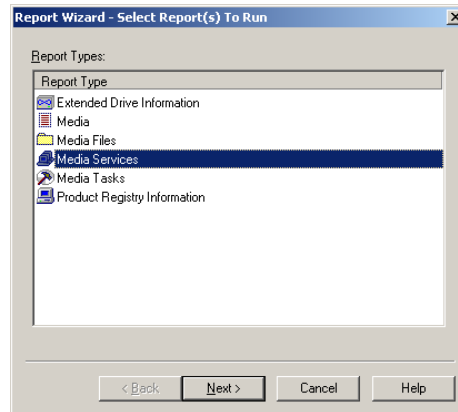 Report Wizard - Select Report(s) To Run
Report Types:
Report Type
Extended Drive Information
Media
Media Files
Media Services
Media Tasks
Product Registry Information
< Back
Next >
Cancel
Help